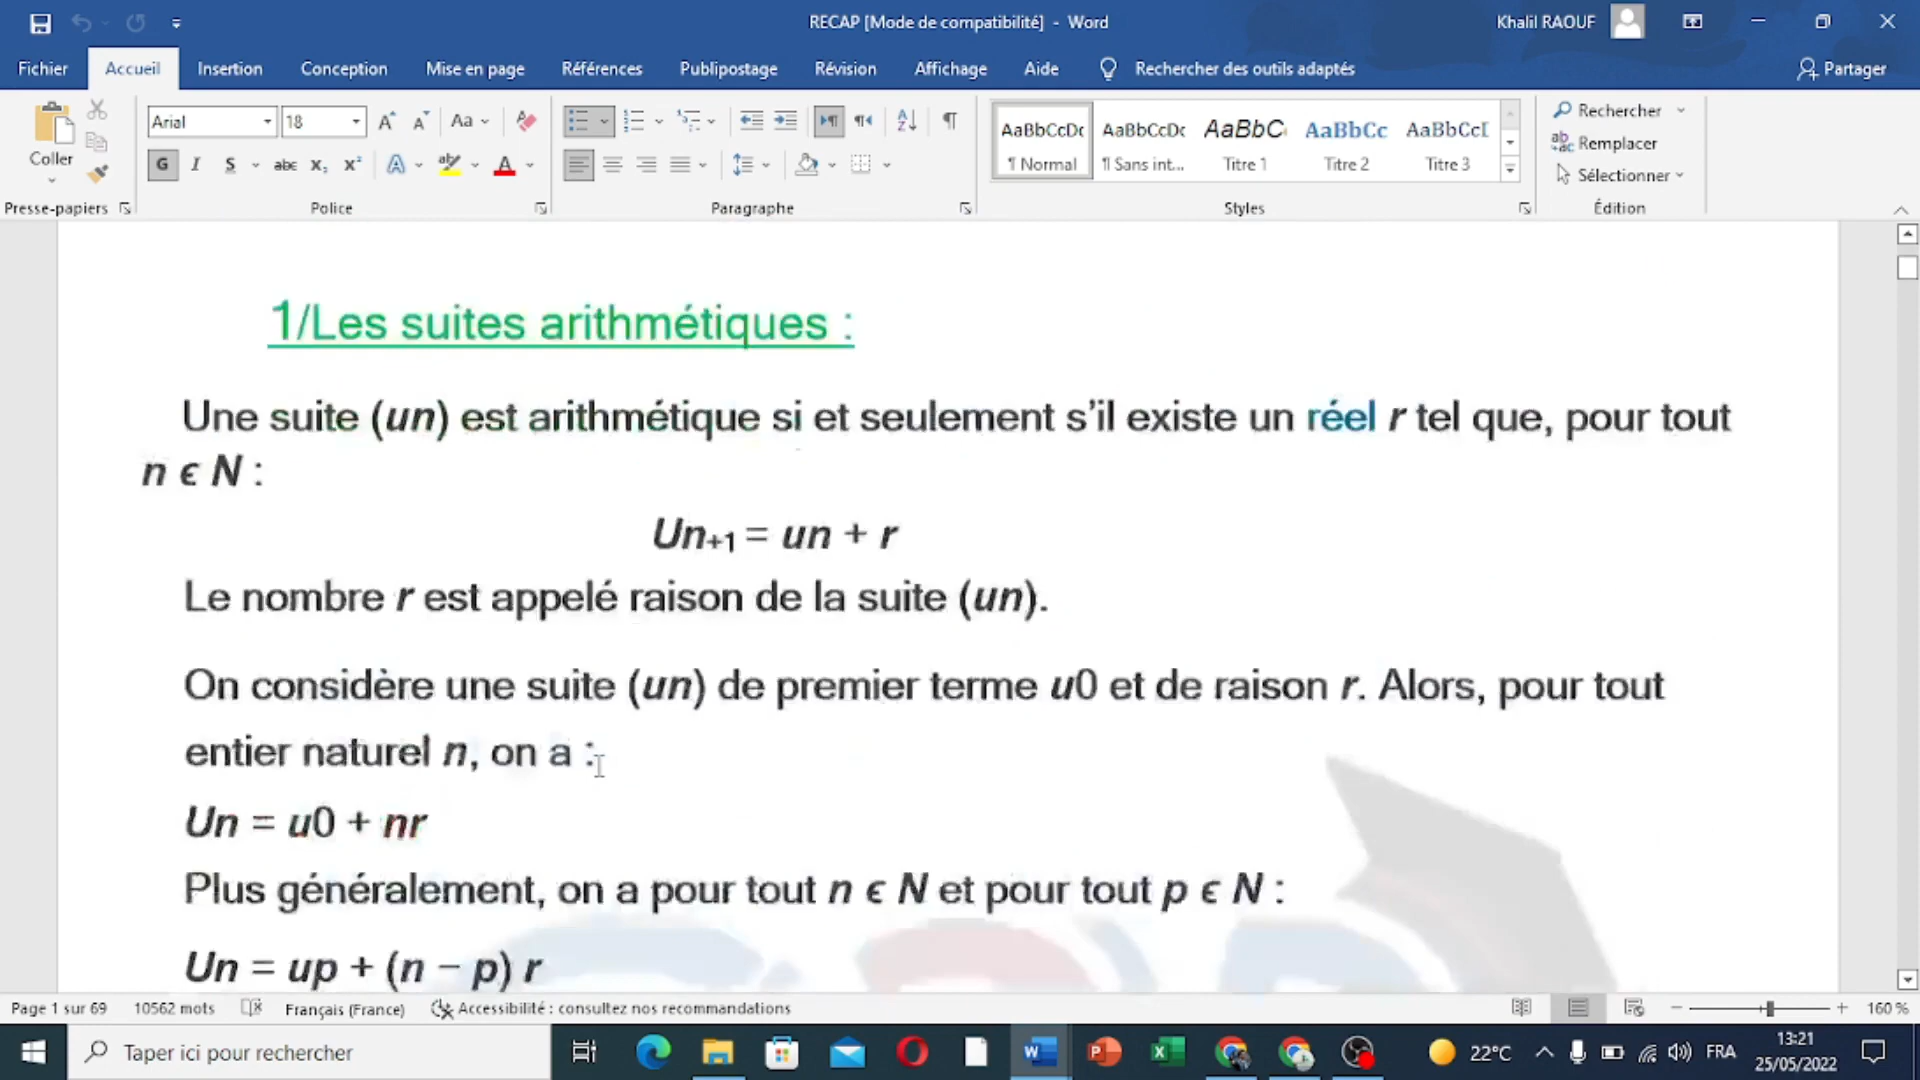 RECAP [Mode de compatibilité] - Word
Khalil RAOUF
Fichier Accueil Insertion Conception Mise en page Références Publipostage Révision Affichage Aide Rechercher des outils adaptés Partager
Coller
Arial 18
AaBbCcDc AaBbCcDc AaBbC AaBbCc AaBbCcI
¶ Normal ¶ Sans int... Titre 1 Titre 2 Titre 3
Rechercher
Remplacer
Sélectionner
Presse-papiers Police Paragraphe Styles Édition
1/Les suites arithmétiques :
Une suite (un) est arithmétique si et seulement s’il existe un réel r tel que, pour tout
n ϵ N :
Un+1 = un + r
Le nombre r est appelé raison de la suite (un).
On considère une suite (un) de premier terme u0 et de raison r. Alors, pour tout
entier naturel n, on a :
Un = u0 + nr
Plus généralement, on a pour tout n ϵ N et pour tout p ϵ N :
Un = up + (n − p) r
Page 1 sur 69 10562 mots Français (France) Accessibilité : consultez nos recommandations 160 %
Taper ici pour rechercher
22°C FRA
13:21
25/05/2022